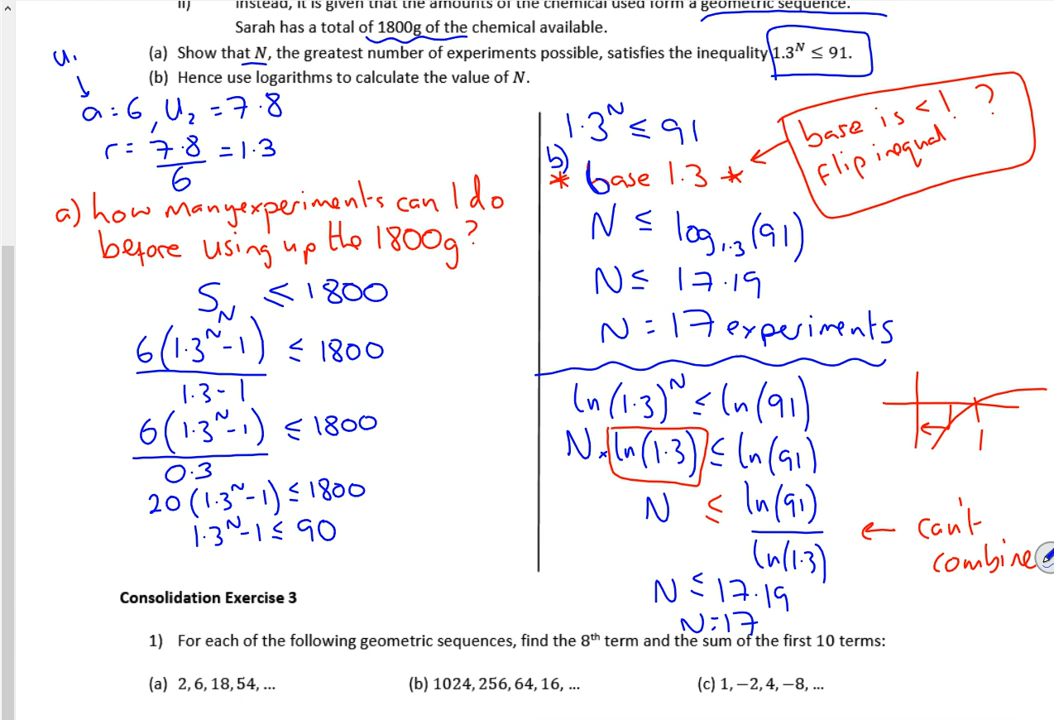 ii) Instead, it is given that the amounts of the chemical used form a geometric sequence.
Sarah has a total of 1800g of the chemical available.
(a) Show that N, the greatest number of experiments possible, satisfies the inequality 1.3ᴺ ≤ 91.
(b) Hence use logarithms to calculate the value of N.
u₁
↓
a = 6, U₂ = 7.8
r = 7.8/6 = 1.3
a) how many experiments can I do
before using up the 1800g?
S_N ≤ 1800
6(1.3ᴺ-1)/(1.3-1) ≤ 1800
6(1.3ᴺ-1)/0.3 ≤ 1800
20(1.3ᴺ-1) ≤ 1800
1.3ᴺ-1 ≤ 90
1.3ᴺ ≤ 91
b)
* base 1.3 *
base is < 1 ?
flip inequal
N ≤ log₁.₃(91)
N ≤ 17.19
N = 17 experiments
ln(1.3)ᴺ ≤ ln(91)
N × ln(1.3) ≤ ln(91)
N ≤ ln(91)/ln(1.3)
← can't
combine
1
N ≤ 17.19
N = 17
Consolidation Exercise 3
1) For each of the following geometric sequences, find the 8th term and the sum of the first 10 terms:
(a) 2, 6, 18, 54, ... (b) 1024, 256, 64, 16, ... (c) 1, −2, 4, −8, ...